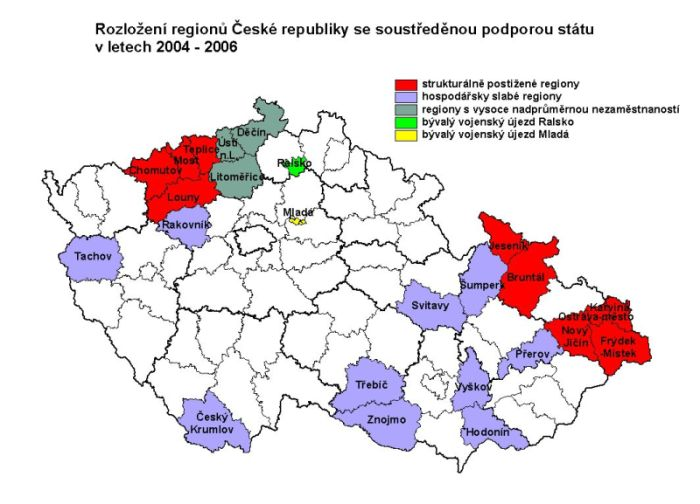 Rozložení regionů České republiky se soustředěnou podporou státu
v letech 2004 - 2006
strukturálně postižené regiony
hospodářsky slabé regiony
regiony s vysoce nadprůměrnou nezaměstnaností
bývalý vojenský újezd Ralsko
bývalý vojenský újezd Mladá
Děčín
Ústí
n.L.
Teplice
Most
Chomutov
Litoměřice
Ralsko
Louny
Mladá
Rakovník
Tachov
Jeseník
Bruntál
Šumperk
Svitavy
Karviná
Ostrava-město
Nový
Jičín
Frýdek
-Místek
Přerov
Třebíč
Vyškov
Český
Krumlov
Znojmo
Hodonín